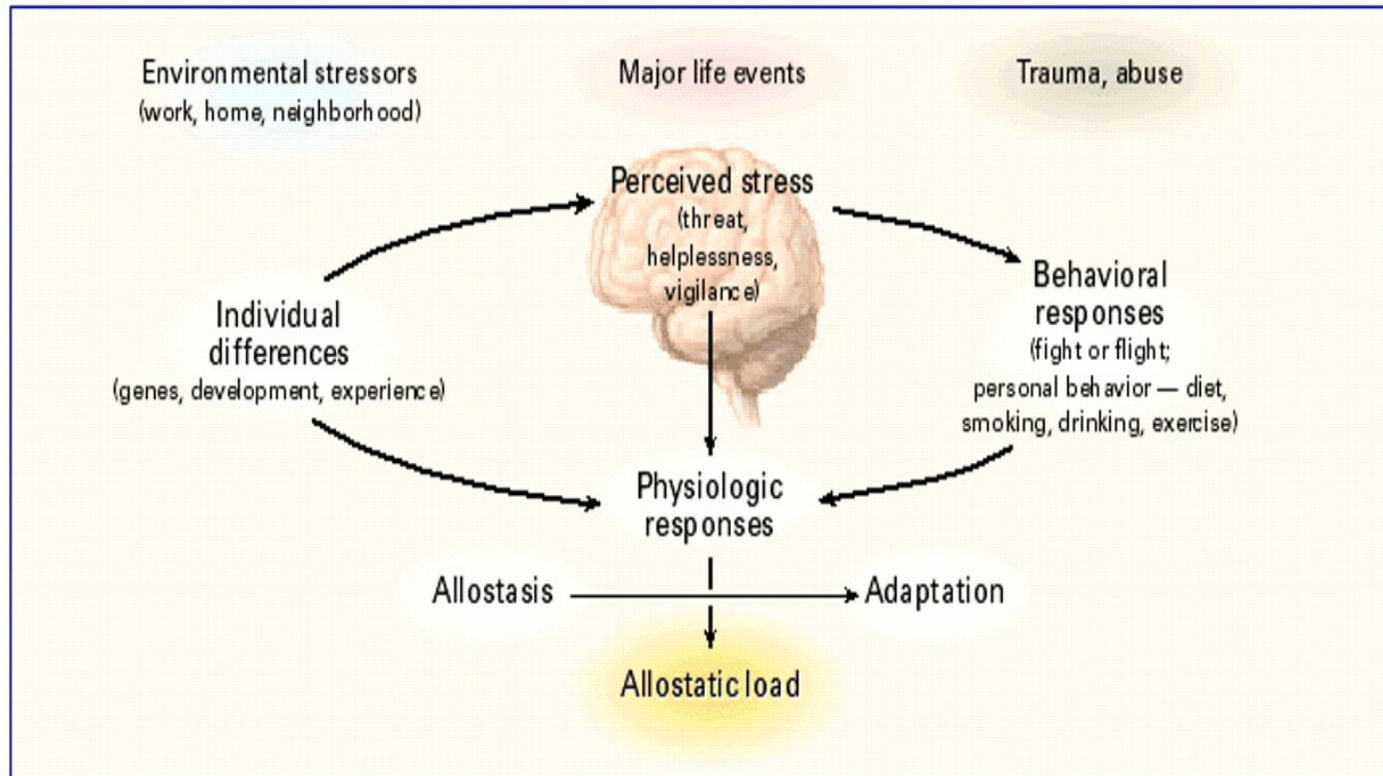 Environmental stressors
(work, home, neighborhood)
Major life events
Trauma, abuse
Perceived stress
(threat,
helplessness,
vigilance)
Individual
differences
(genes, development, experience)
Behavioral
responses
(fight or flight;
personal behavior — diet,
smoking, drinking, exercise)
Physiologic
responses
Allostasis
Adaptation
Allostatic load